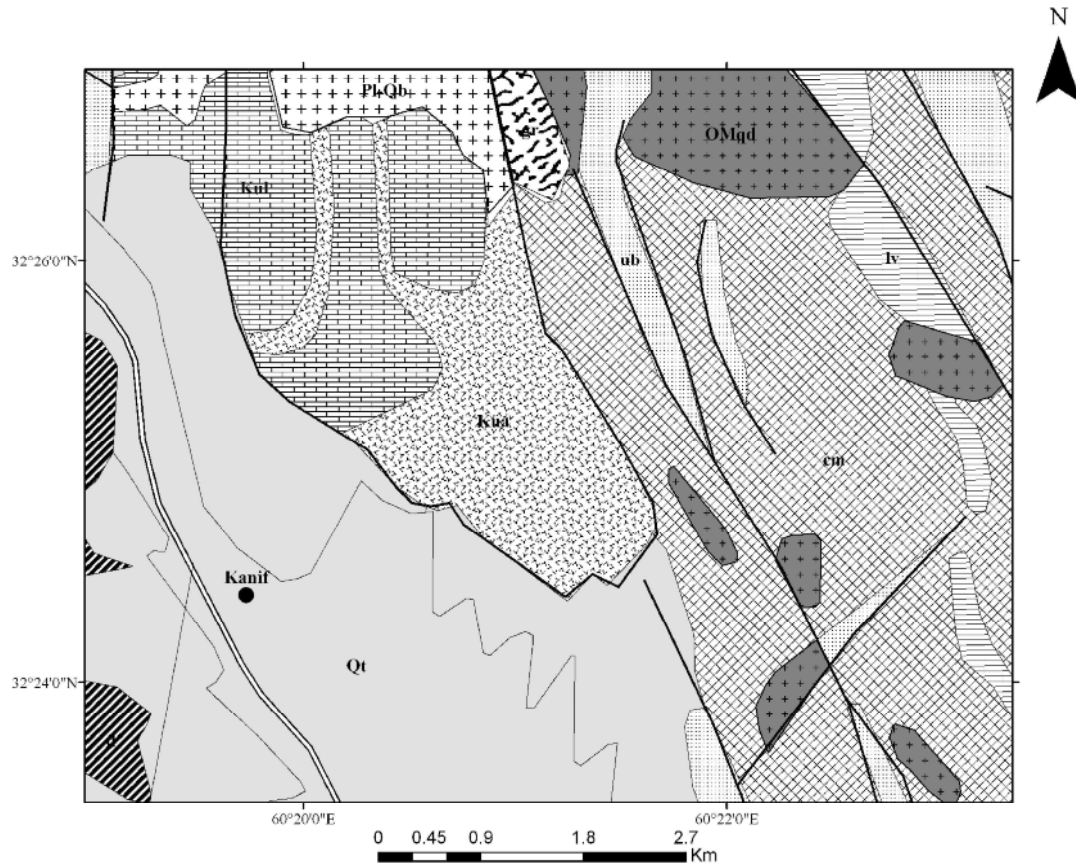 N
Pl-Qb
OMqd
Kul
32°26'0"N
ub
lv
Kua
cm
Kanif
Qt
32°24'0"N
60°20'0"E
60°22'0"E
0 0.45 0.9 1.8 2.7
Km